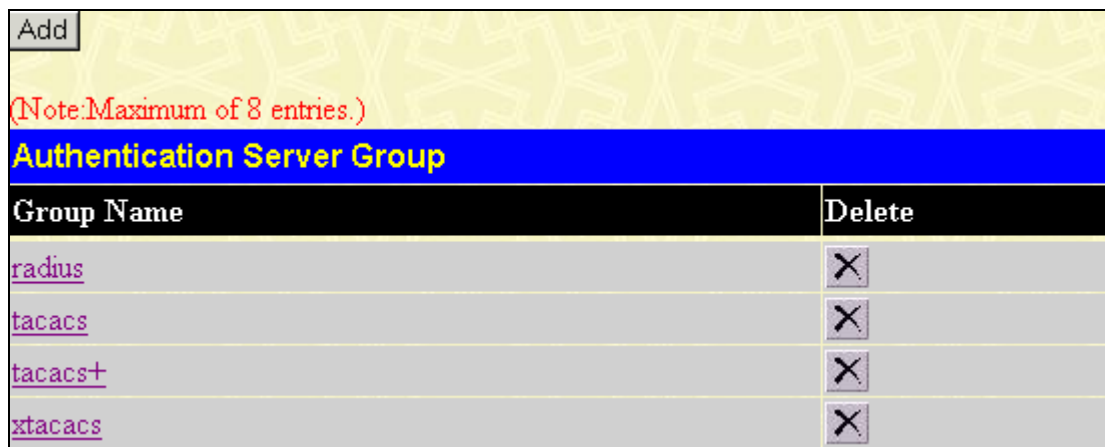 Add
(Note:Maximum of 8 entries.)
Authentication Server Group
Group Name Delete
radius
tacacs
tacacs+
xtacacs